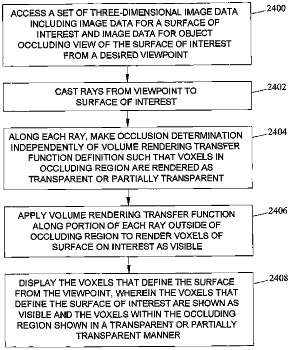 ACCESS A SET OF THREE-DIMENSIONAL IMAGE DATA
INCLUDING IMAGE DATA FOR A SURFACE OF
INTEREST AND IMAGE DATA FOR OBJECT
OCCLUDING VIEW OF THE SURFACE OF INTEREST
FROM A DESIRED VIEWPOINT
2400
CAST RAYS FROM VIEWPOINT TO
SURFACE OF INTEREST
2402
ALONG EACH RAY, MAKE OCCLUSION DETERMINATION
INDEPENDENTLY OF VOLUME RENDERING TRANSFER
FUNCTION DEFINITION SUCH THAT VOXELS IN
OCCLUDING REGION ARE RENDERED AS
TRANSPARENT OR PARTIALLY TRANSPARENT
2404
APPLY VOLUME RENDERING TRANSFER FUNCTION
ALONG PORTION OF EACH RAY OUTSIDE OF
OCCLUDING REGION TO RENDER VOXELS OF
SURFACE ON INTEREST AS VISIBLE
2406
DISPLAY THE VOXELS THAT DEFINE THE SURFACE
FROM THE VIEWPOINT, WHEREIN THE VOXELS THAT
DEFINE THE SURFACE OF INTEREST ARE SHOWN AS
VISIBLE AND THE VOXELS WITHIN THE OCCLUDING
REGION SHOWN IN A TRANSPARENT OR PARTIALLY
TRANSPARENT MANNER
2408